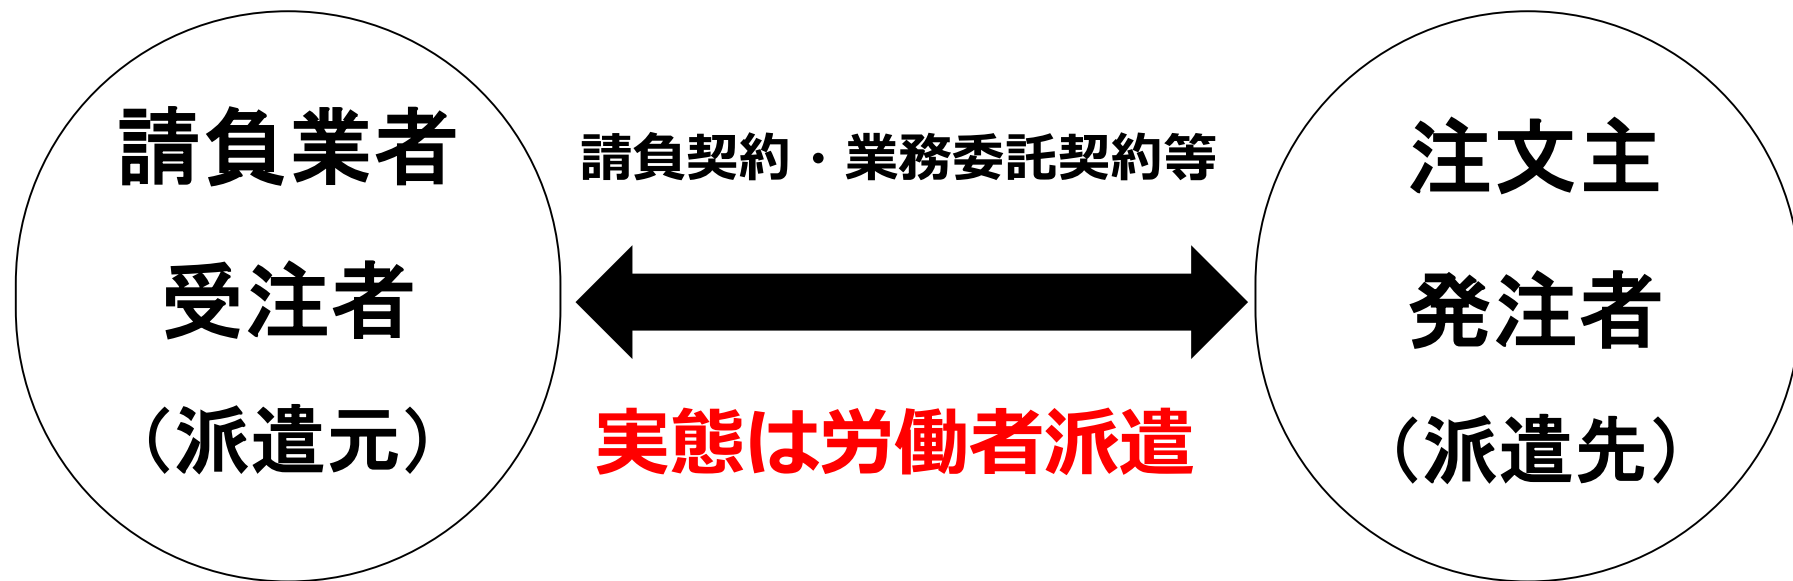 請負業者
受注者
（派遣元）
請負契約・業務委託契約等
実態は労働者派遣
注文主
発注者
（派遣先）